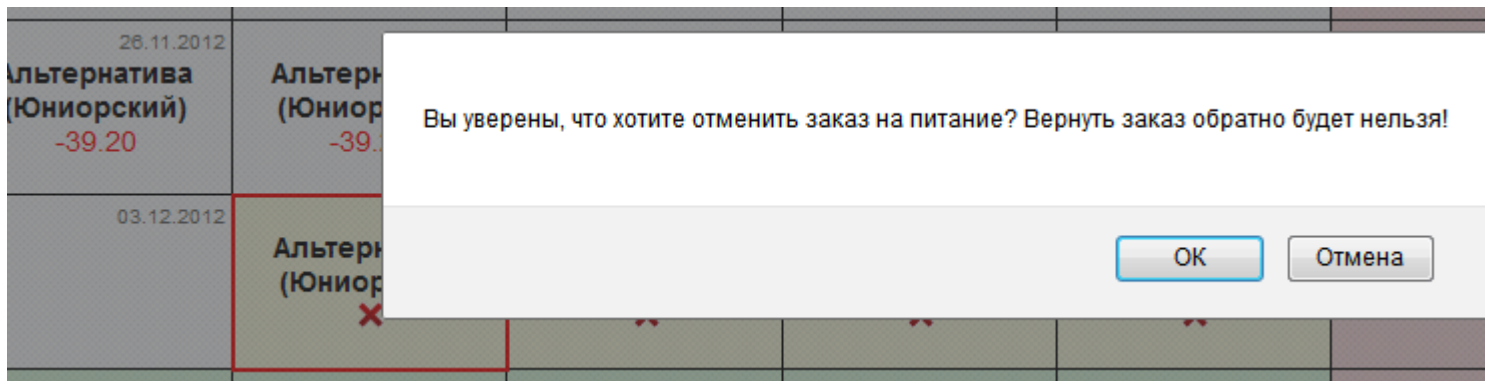 26.11.2012
Альтернатива
(Юниорский)
-39.20
Вы уверены, что хотите отменить заказ на питание? Вернуть заказ обратно будет нельзя!
03.12.2012
ОК
Отмена